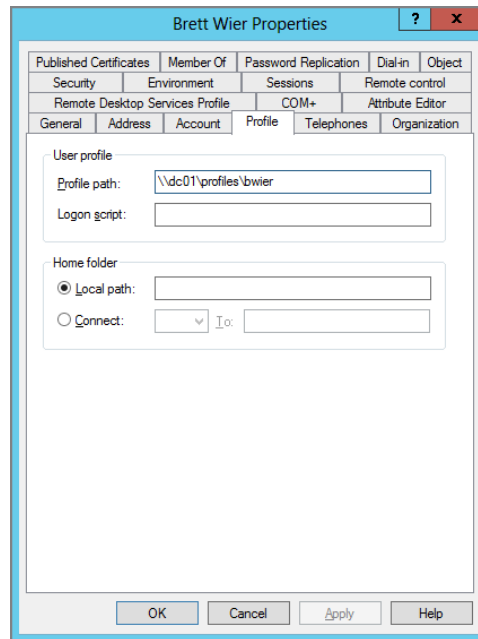 Brett Wier Properties
? x
Published Certificates Member Of Password Replication Dial-in Object
Security Environment Sessions Remote control
Remote Desktop Services Profile COM+ Attribute Editor
General Address Account Profile Telephones Organization
User profile
Profile path: \\dc01\profiles\bwier
Logon script:
Home folder
Local path:
Connect: To:
OK Cancel Apply Help